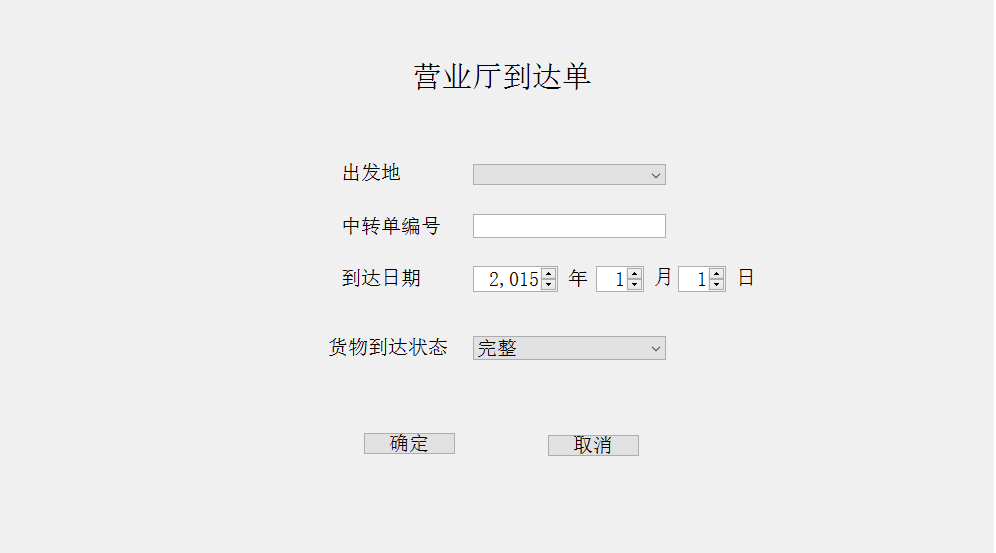 营业厅到达单
出发地
中转单编号
到达日期 2,015 年 1 月 1 日
货物到达状态 完整
确定 取消